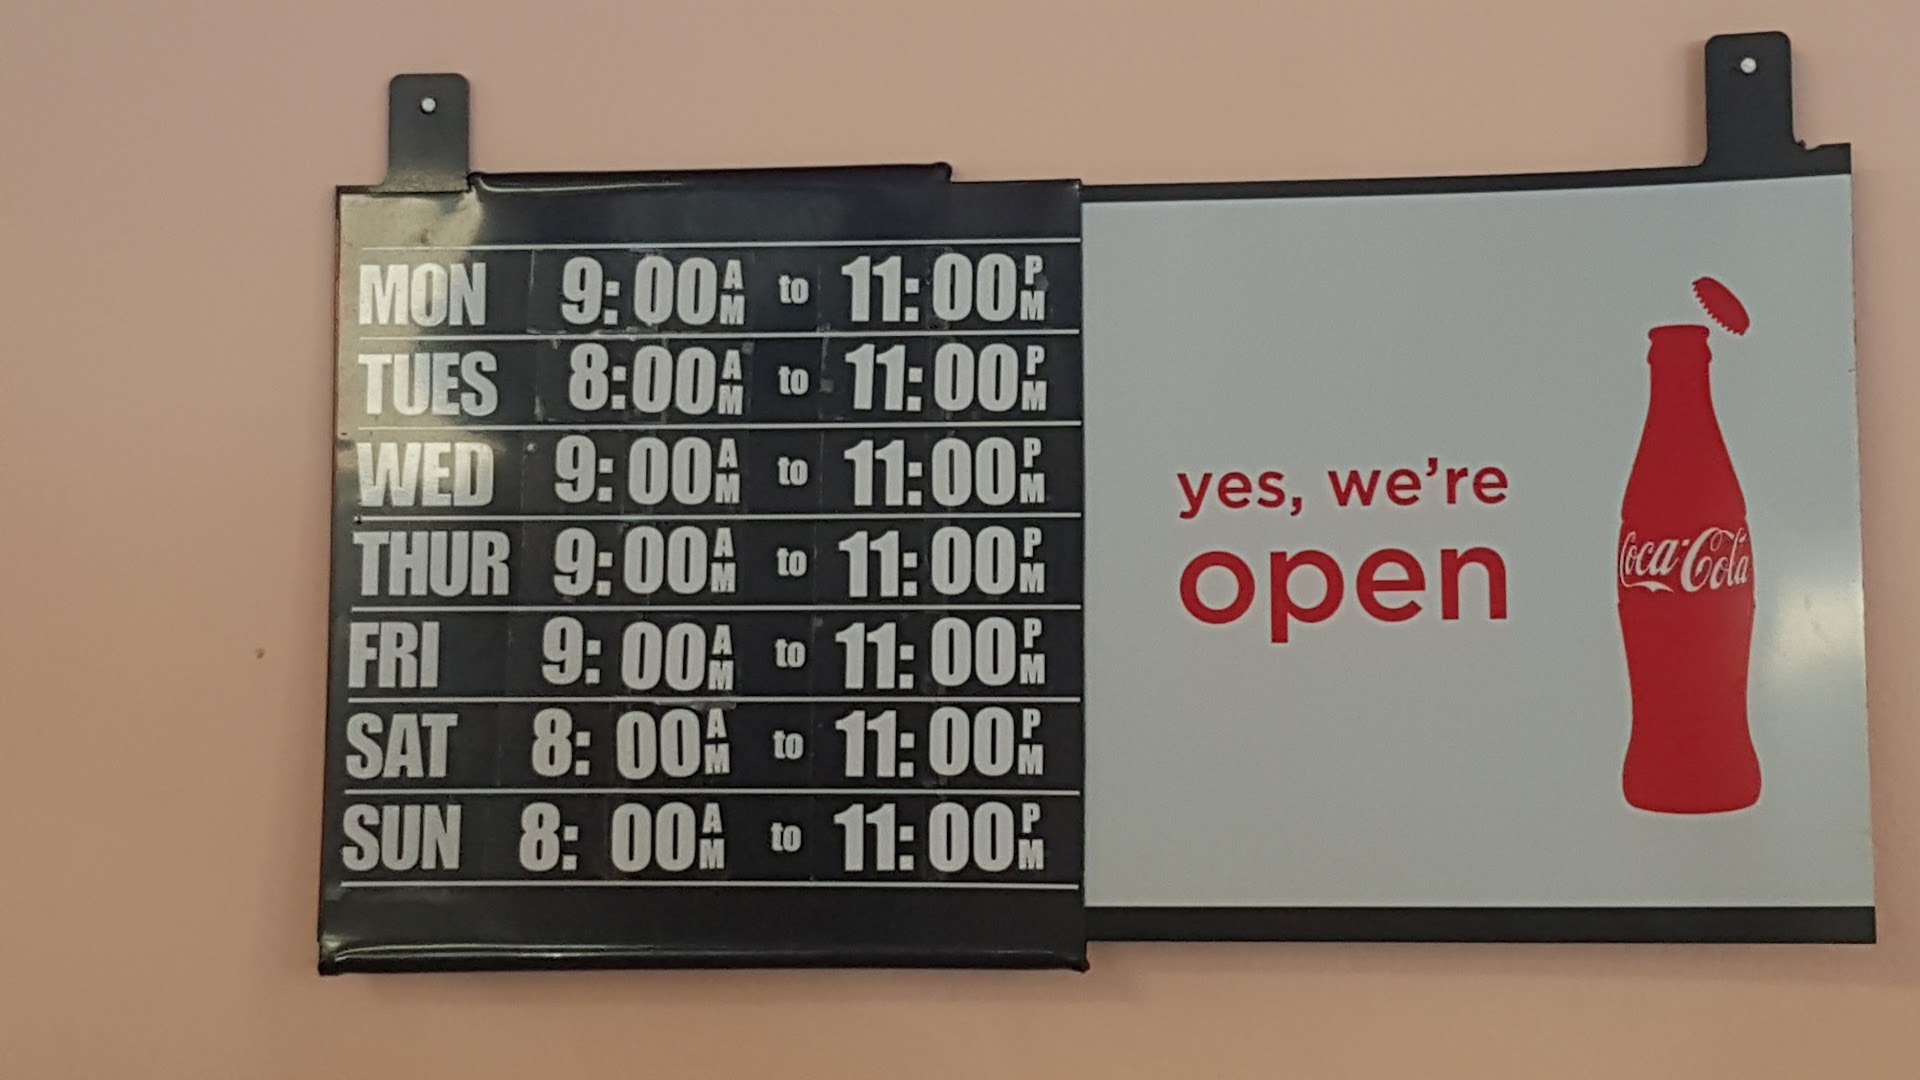 MON 9:00AM to 11:00PM
TUES 8:00AM to 11:00PM
WED 9:00AM to 11:00PM
THUR 9:00AM to 11:00PM
FRI 9:00AM to 11:00PM
SAT 8:00AM to 11:00PM
SUN 8:00AM to 11:00PM
yes, we're
open
Coca-Cola